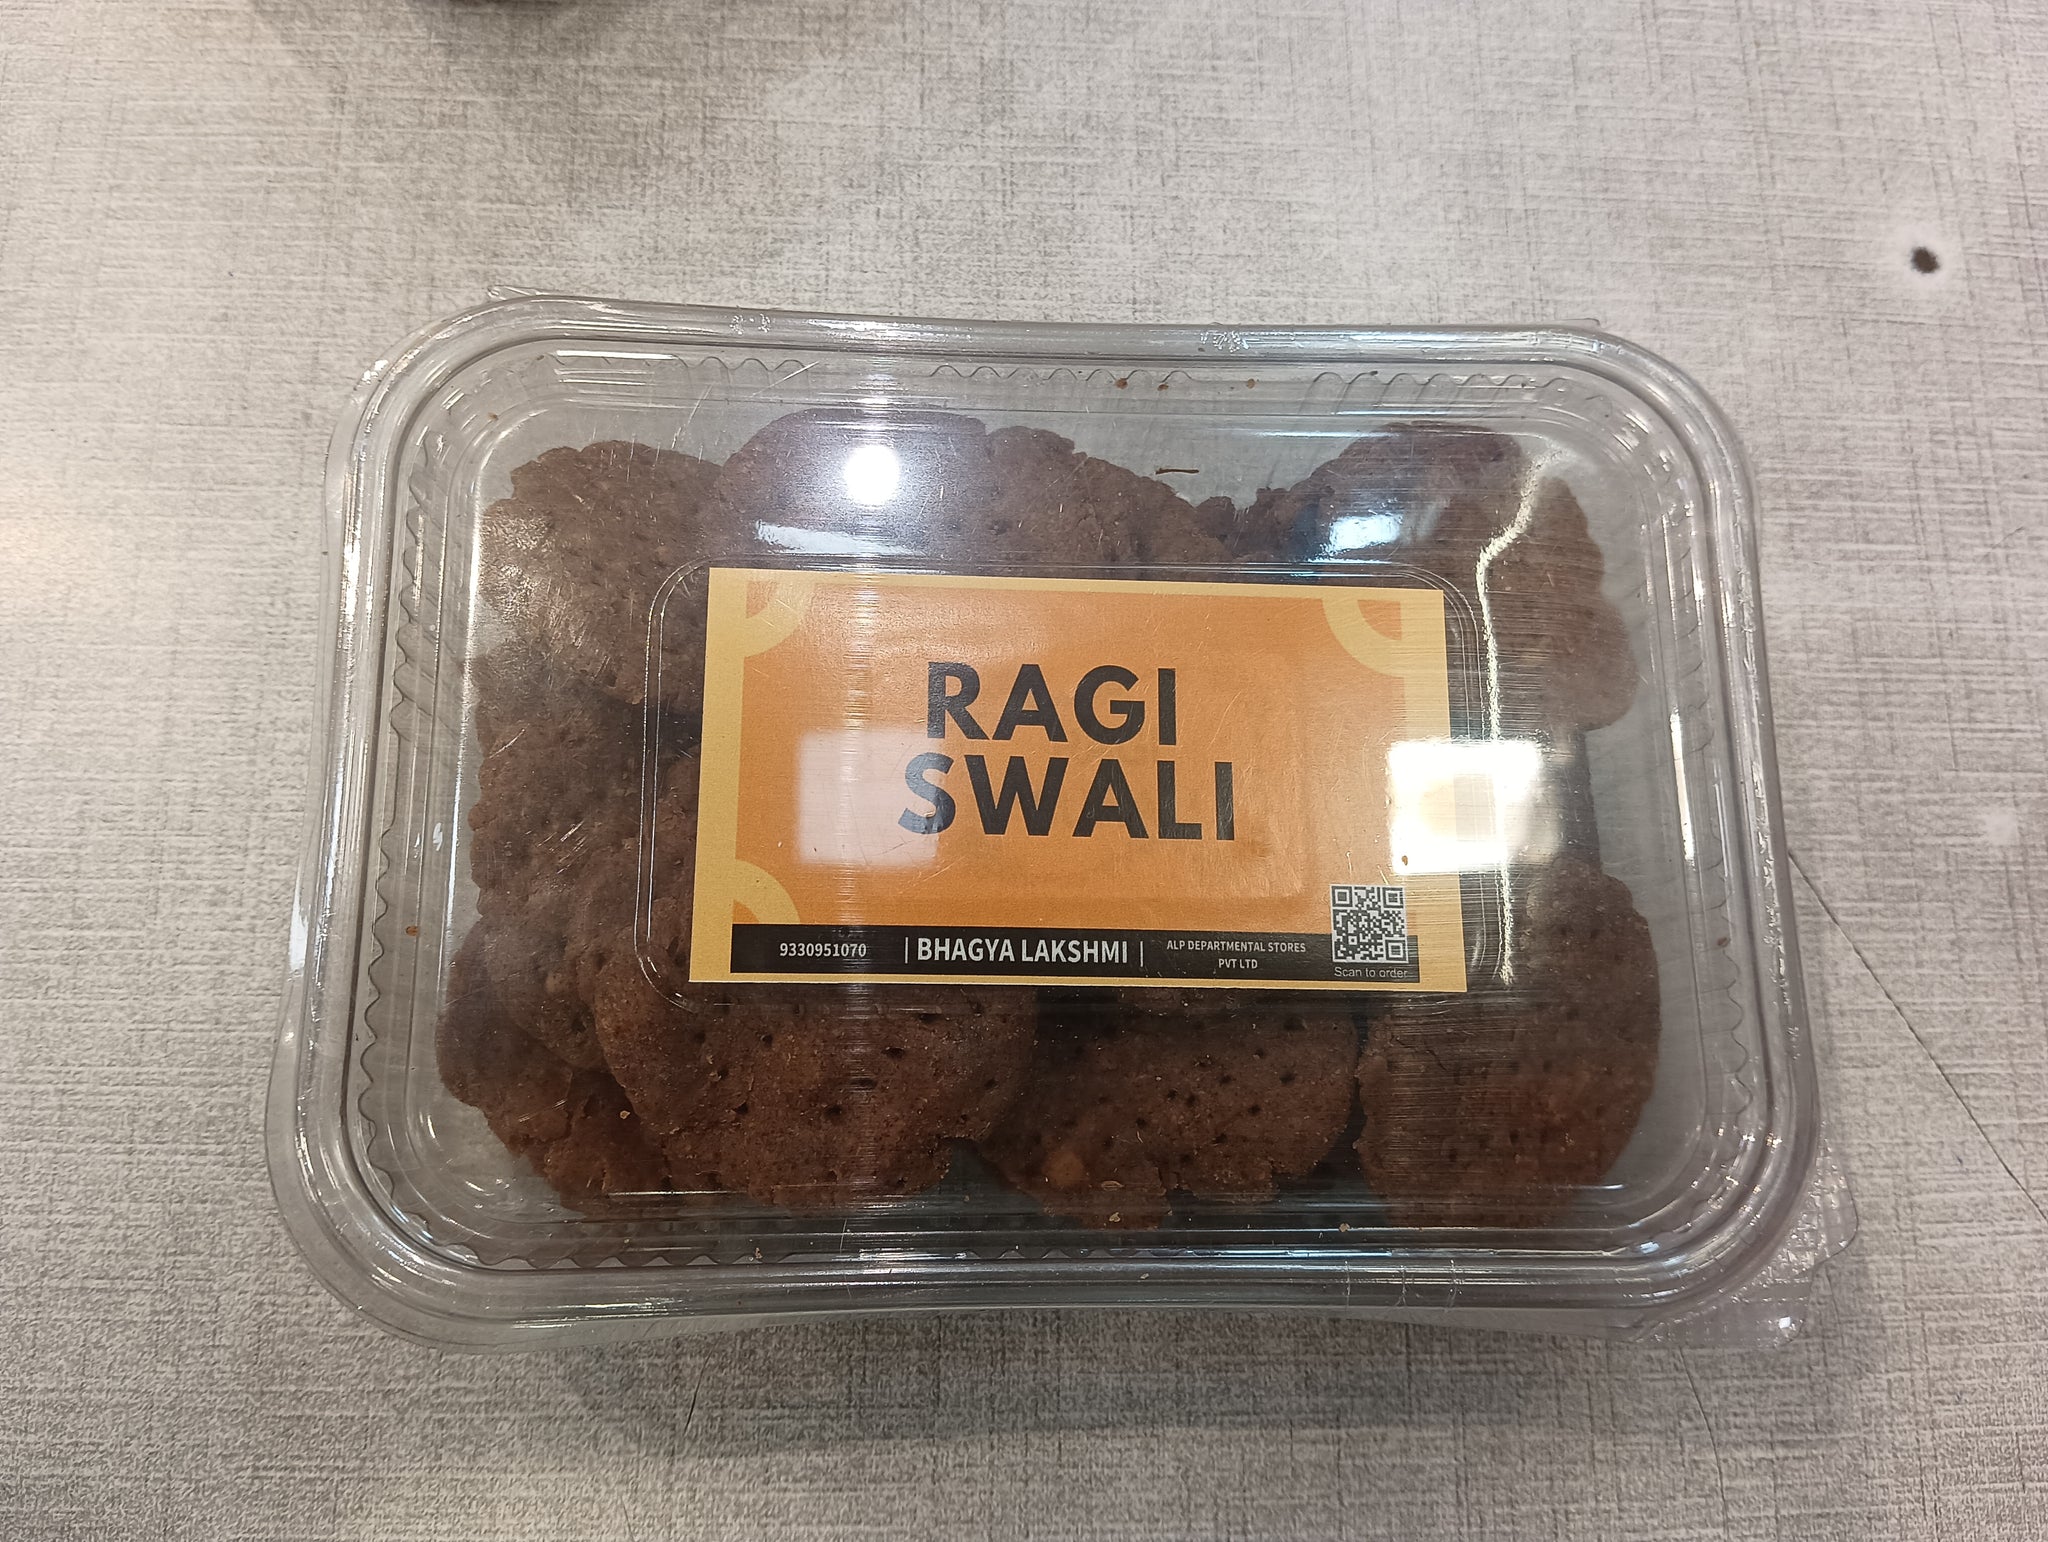 RAGI
SWALI
9330951070 | BHAGYA LAKSHMI | ALP DEPARTMENTAL STORES
PVT LTD
Scan to order